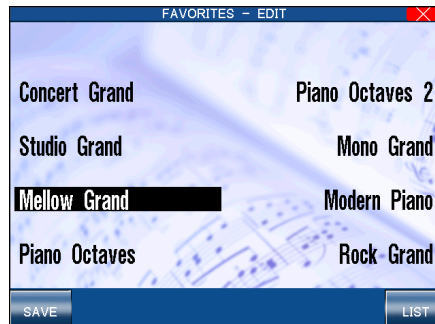 FAVORITES - EDIT
Concert Grand
Piano Octaves 2
Studio Grand
Mono Grand
Mellow Grand
Modern Piano
Piano Octaves
Rock Grand
SAVE
LIST